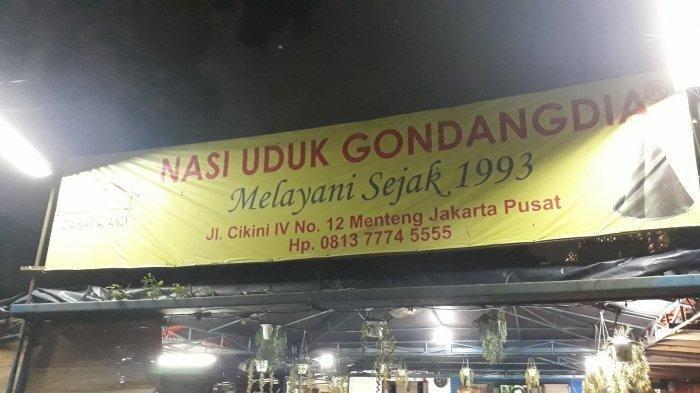 NASI UDUK GONDANGDIA®
Melayani Sejak 1993
Jl. Cikini IV No. 12 Menteng Jakarta Pusat
Hp. 0813 7774 5555